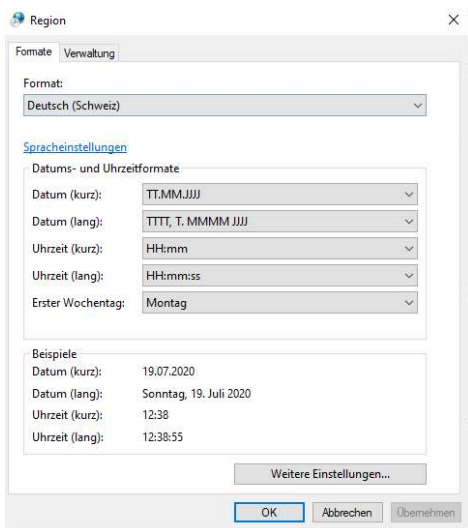 Region
Formate Verwaltung
Format:
Deutsch (Schweiz)
Spracheinstellungen
Datums- und Uhrzeitformate
Datum (kurz): TT.MM.JJJJ
Datum (lang): TTTT, T. MMMM JJJJ
Uhrzeit (kurz): HH:mm
Uhrzeit (lang): HH:mm:ss
Erster Wochentag: Montag
Beispiele
Datum (kurz): 19.07.2020
Datum (lang): Sonntag, 19. Juli 2020
Uhrzeit (kurz): 12:38
Uhrzeit (lang): 12:38:55
Weitere Einstellungen...
OK Abbrechen Übernehmen